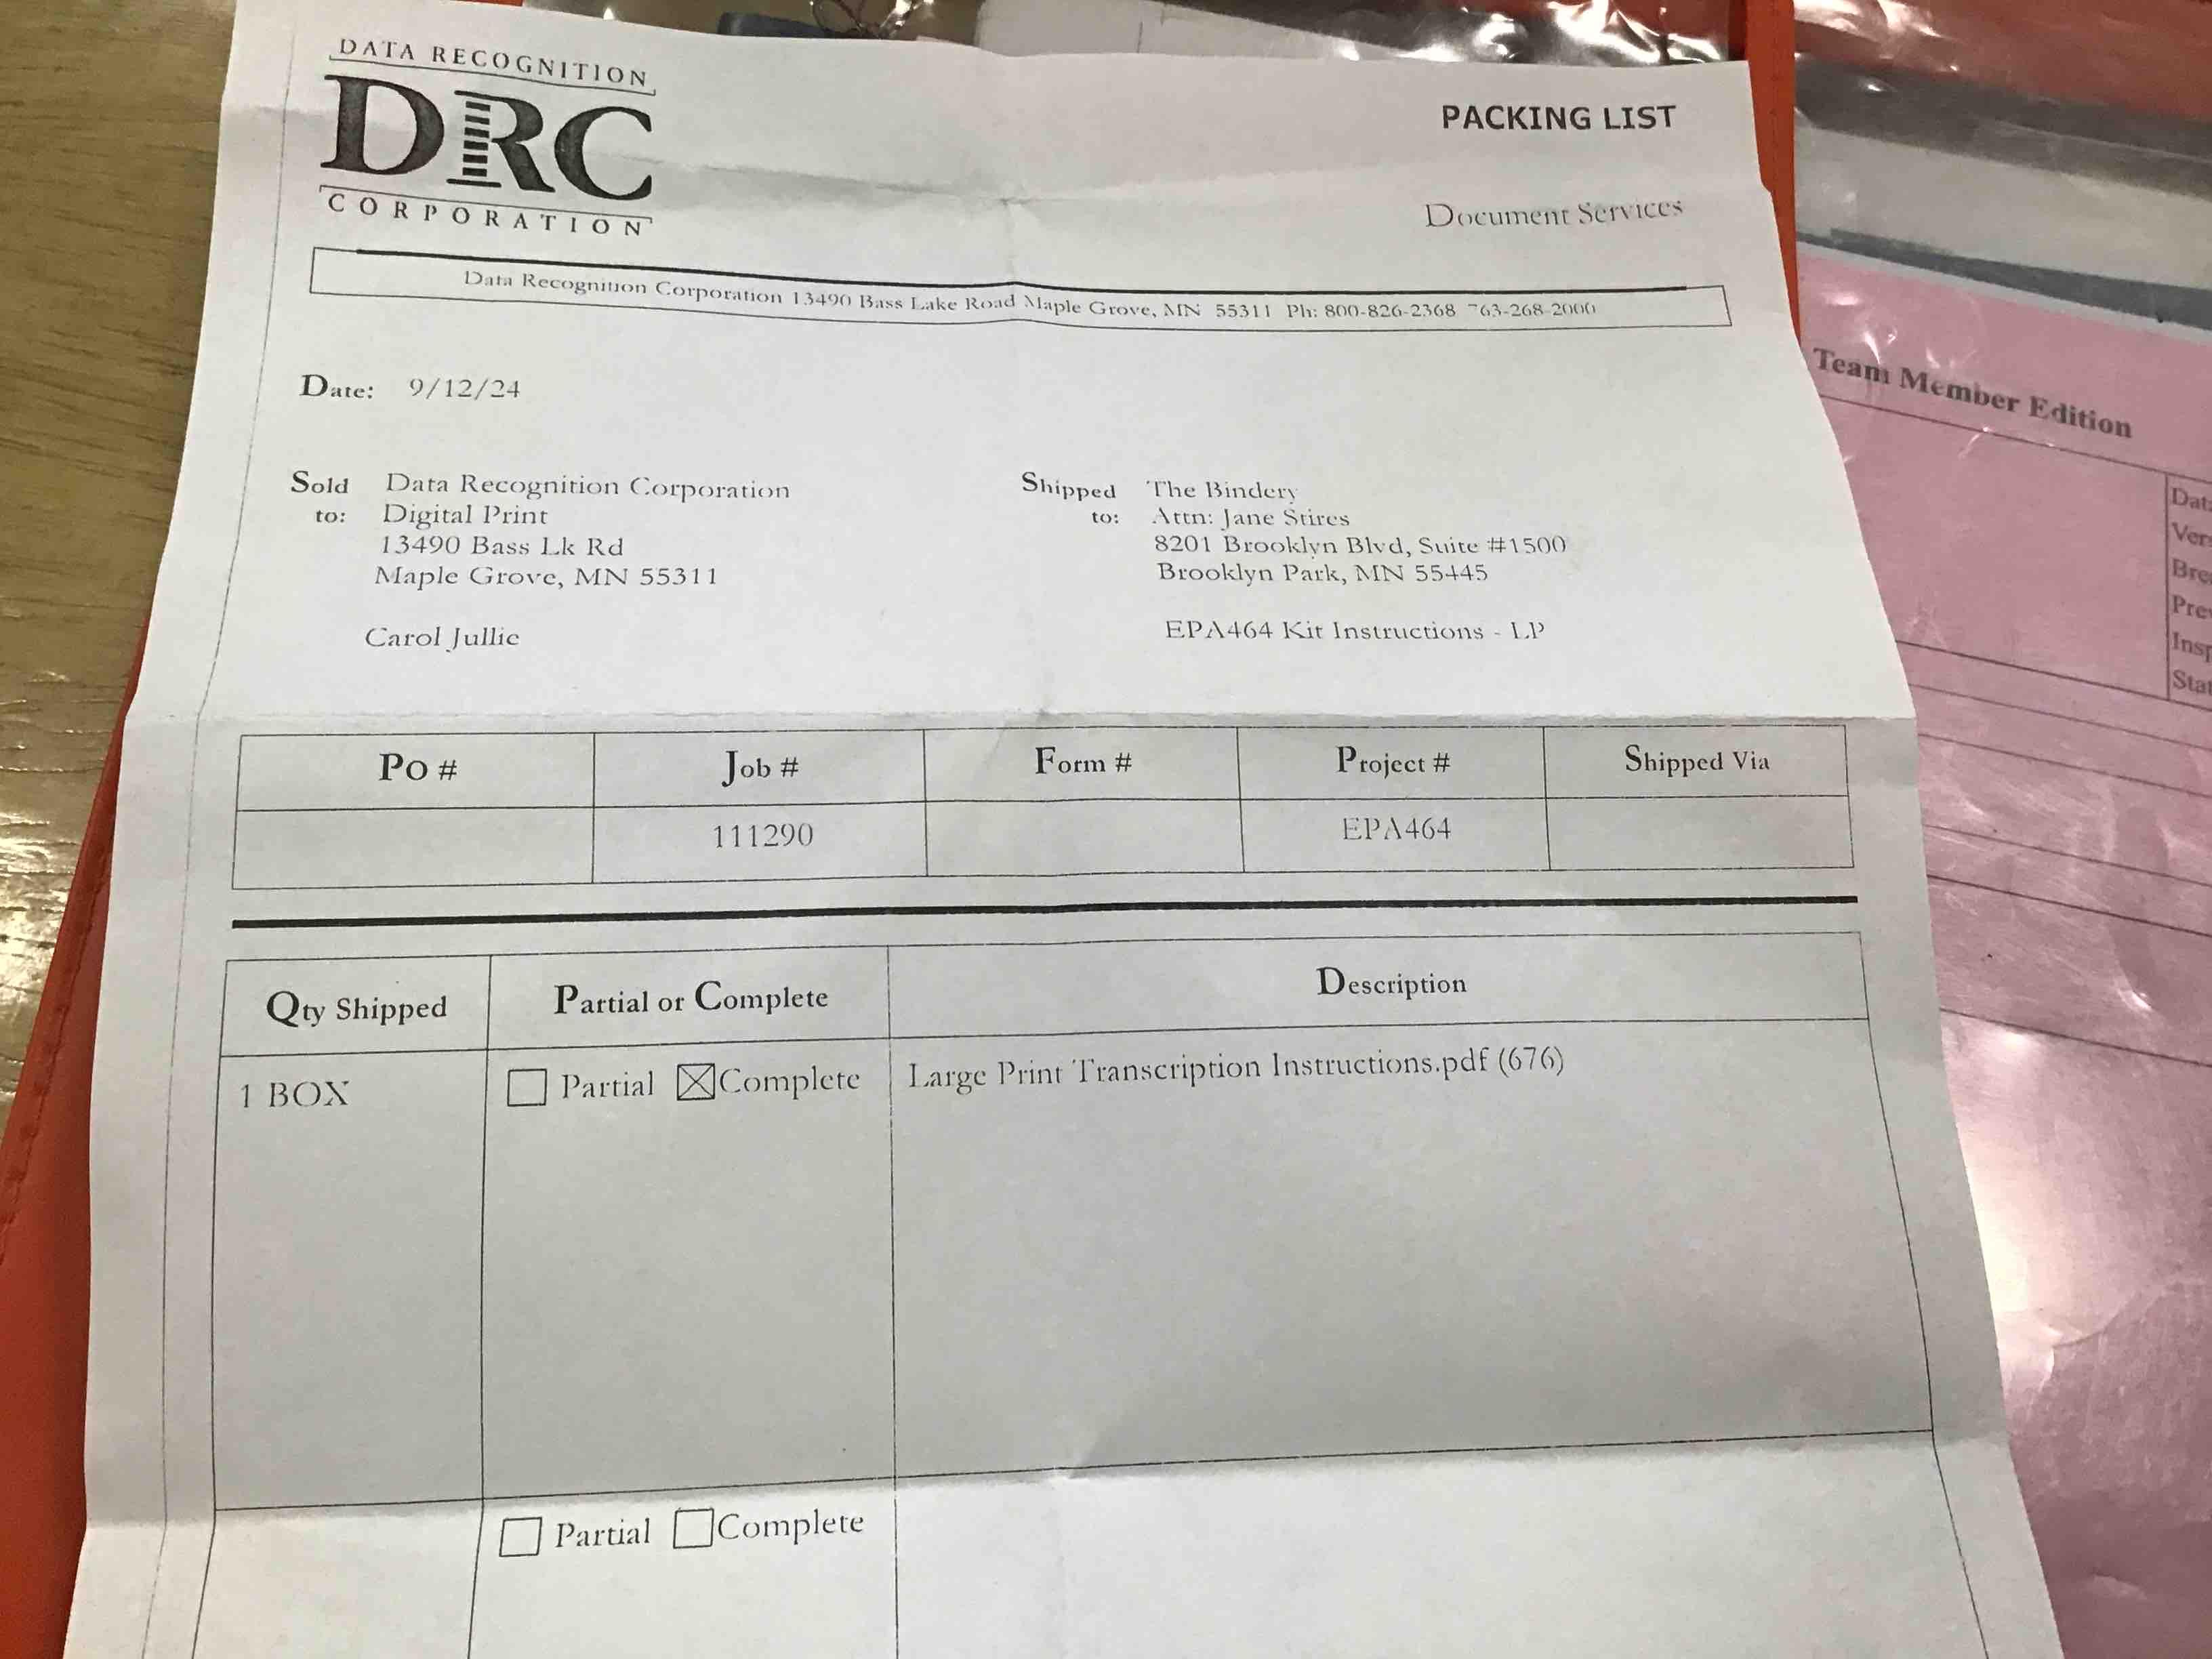 DATA RECOGNITION
DRC
CORPORATION
PACKING LIST
Document Services
Data Recognition Corporation 13490 Bass Lake Road Maple Grove, MN 55311 Ph: 800-826-2368 763-268-2000
Date: 9/12/24
Sold to: Data Recognition Corporation
Digital Print
13490 Bass Lk Rd
Maple Grove, MN 55311
Carol Jullie
Shipped to: The Bindery
Attn: Jane Stires
8201 Brooklyn Blvd, Suite #1500
Brooklyn Park, MN 55445
EPA464 Kit Instructions - LP
PO # Job # Form # Project # Shipped Via
111290 EPA464
Qty Shipped Partial or Complete Description
1 BOX Partial Complete Large Print Transcription Instructions.pdf (676)
Partial Complete
Team Member Edition